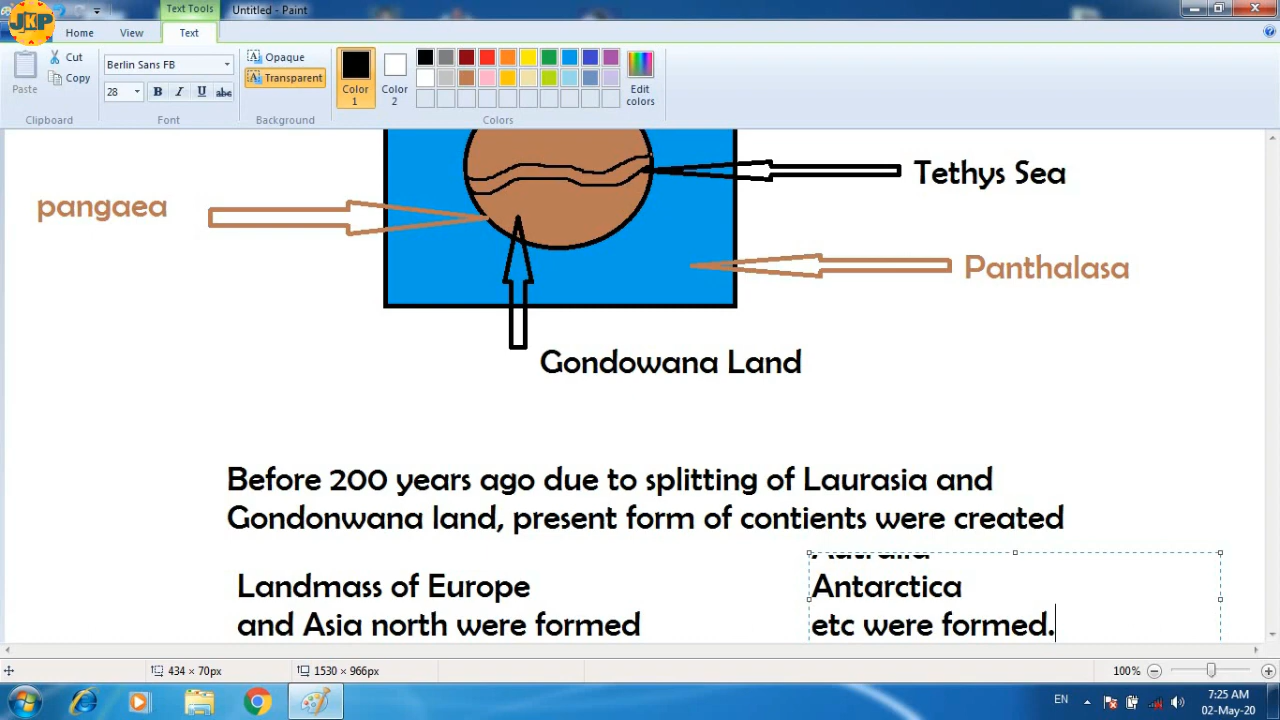 JKP
Text Tools
Untitled - Paint
Home
View
Text
Paste
Cut
Copy
Clipboard
Berlin Sans FB
28
B I U abc
Font
Opaque
Transparent
Background
Color 1
Color 2
Edit colors
Colors
Tethys Sea
pangaea
Panthalasa
Gondowana Land
Before 200 years ago due to splitting of Laurasia and
Gondonwana land, present form of contients were created
Landmass of Europe
and Asia north were formed
Antarctica
etc were formed.
434 × 70px
1530 × 966px
100%
EN
7:25 AM
02-May-20